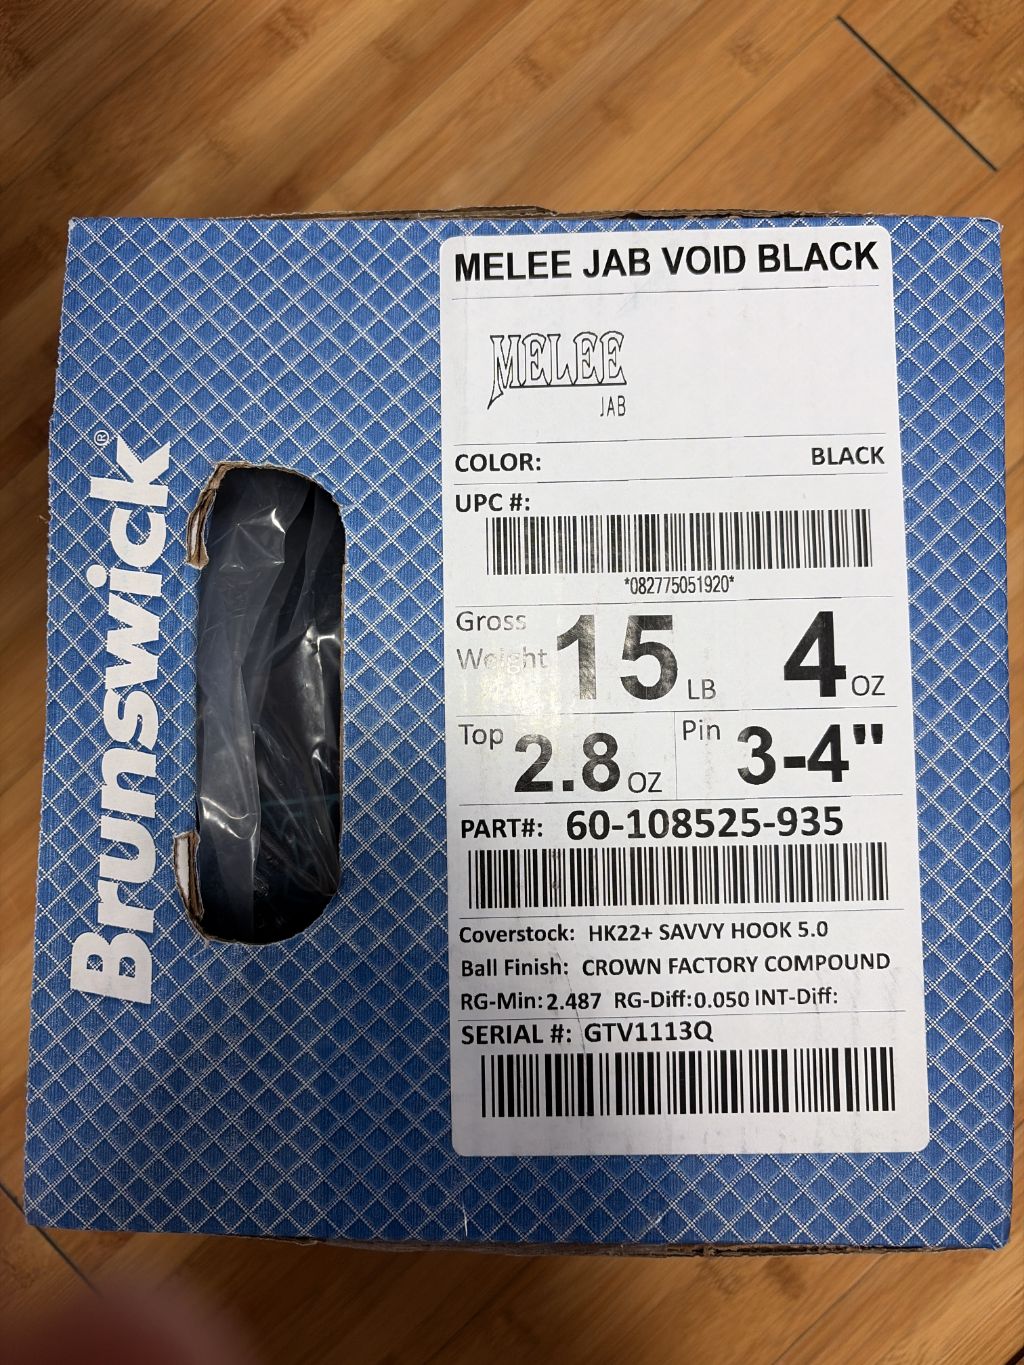 Brunswick®
MELEE JAB VOID BLACK
MELEE
JAB
COLOR: BLACK
UPC #:
*082775051920*
Gross
Weight 15 LB 4 OZ
Top 2.8 OZ Pin 3-4"
PART#: 60-108525-935
Coverstock: HK22+ SAVVY HOOK 5.0
Ball Finish: CROWN FACTORY COMPOUND
RG-Min: 2.487 RG-Diff: 0.050 INT-Diff:
SERIAL #: GTV1113Q